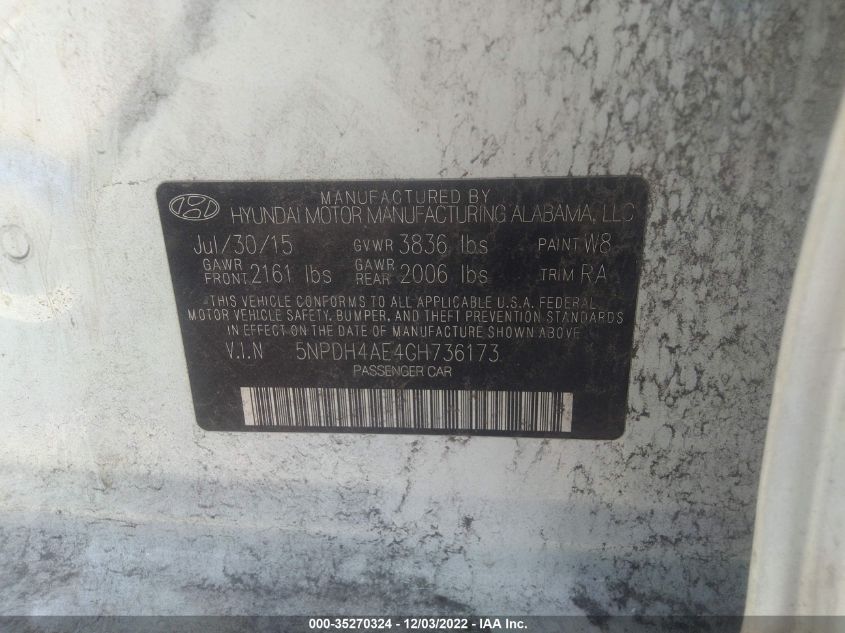 MANUFACTURED BY
HYUNDAI MOTOR MANUFACTURING ALABAMA, LLC
Jul/30/15 GVWR 3836 lbs PAINT W8
GAWR FRONT 2161 lbs GAWR REAR 2006 lbs TRIM RA
THIS VEHICLE CONFORMS TO ALL APPLICABLE U.S.A. FEDERAL
MOTOR VEHICLE SAFETY, BUMPER, AND THEFT PREVENTION STANDARDS
IN EFFECT ON THE DATE OF MANUFACTURE SHOWN ABOVE.
V.I.N 5NPDH4AE4GH736173
PASSENGER CAR
000-35270324 - 12/03/2022 - IAA Inc.